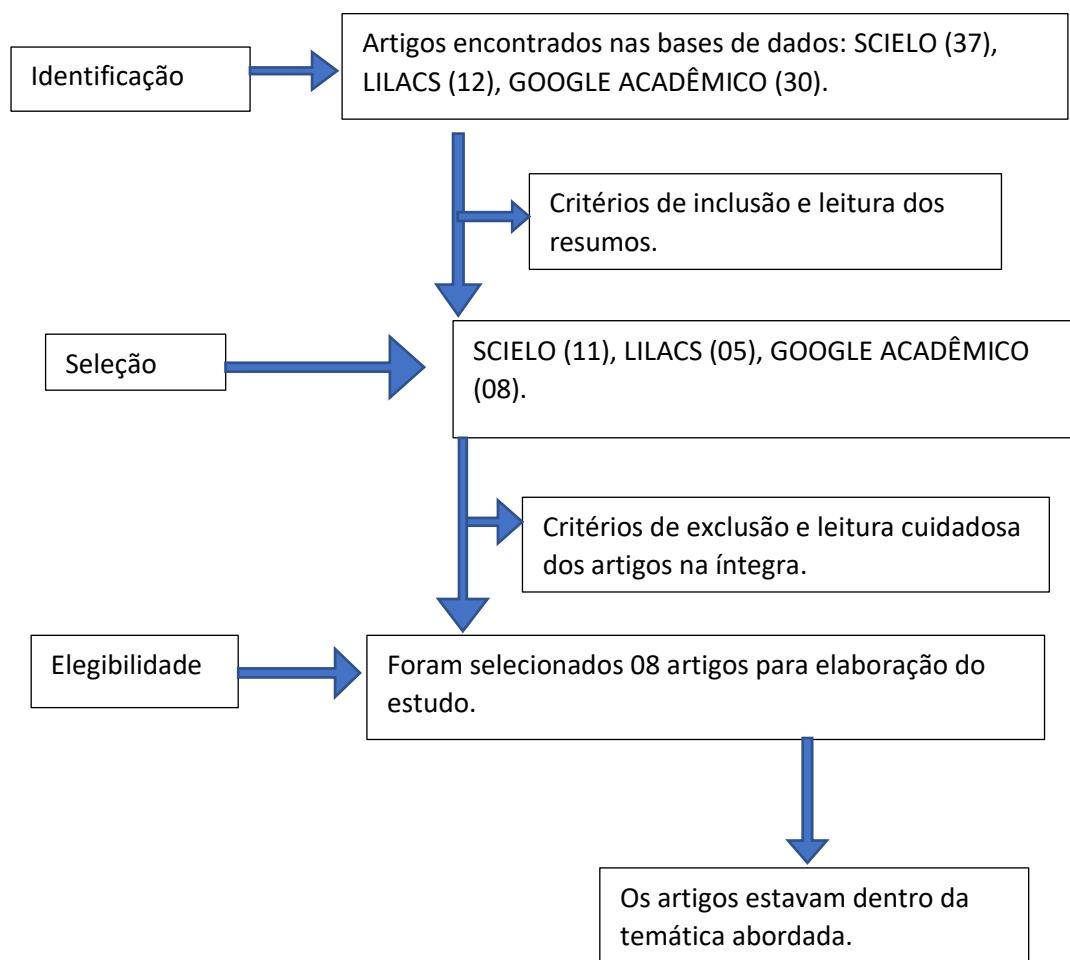 Identificação
Artigos encontrados nas bases de dados: SCIELO (37),
LILACS (12), GOOGLE ACADÊMICO (30).
Critérios de inclusão e leitura dos
resumos.
Seleção
SCIELO (11), LILACS (05), GOOGLE ACADÊMICO
(08).
Critérios de exclusão e leitura cuidadosa
dos artigos na íntegra.
Elegibilidade
Foram selecionados 08 artigos para elaboração do
estudo.
Os artigos estavam dentro da
temática abordada.